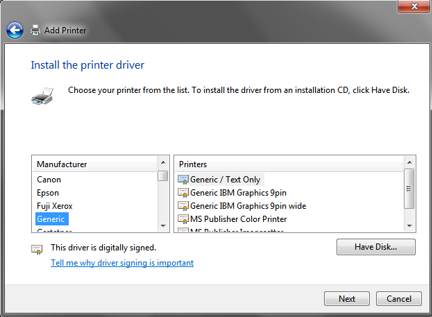 Add Printer
Install the printer driver
Choose your printer from the list. To install the driver from an installation CD, click Have Disk.
Manufacturer
Canon
Epson
Fuji Xerox
Generic
Printers
Generic / Text Only
Generic IBM Graphics 9pin
Generic IBM Graphics 9pin wide
MS Publisher Color Printer
MS Publisher Imagesetter
This driver is digitally signed.
Tell me why driver signing is important
Have Disk...
Next
Cancel